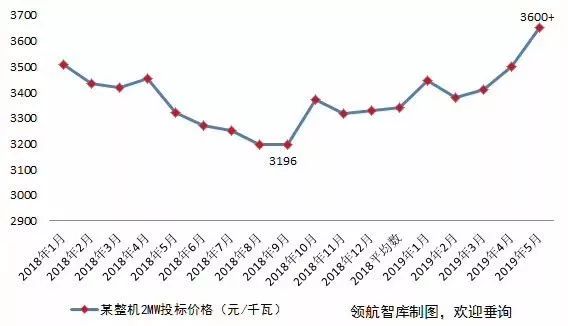 3700
3600+
3600
3500
3400
3300
3200
3196
3100
3000
2900
2018年1月
2018年2月
2018年3月
2018年4月
2018年5月
2018年6月
2018年7月
2018年8月
2018年9月
2018年10月
2018年11月
2018年12月
2018平均数
2019年1月
2019年2月
2019年3月
2019年4月
2019年5月
某整机2MW投标价格（元/千瓦）
领航智库制图，欢迎垂询